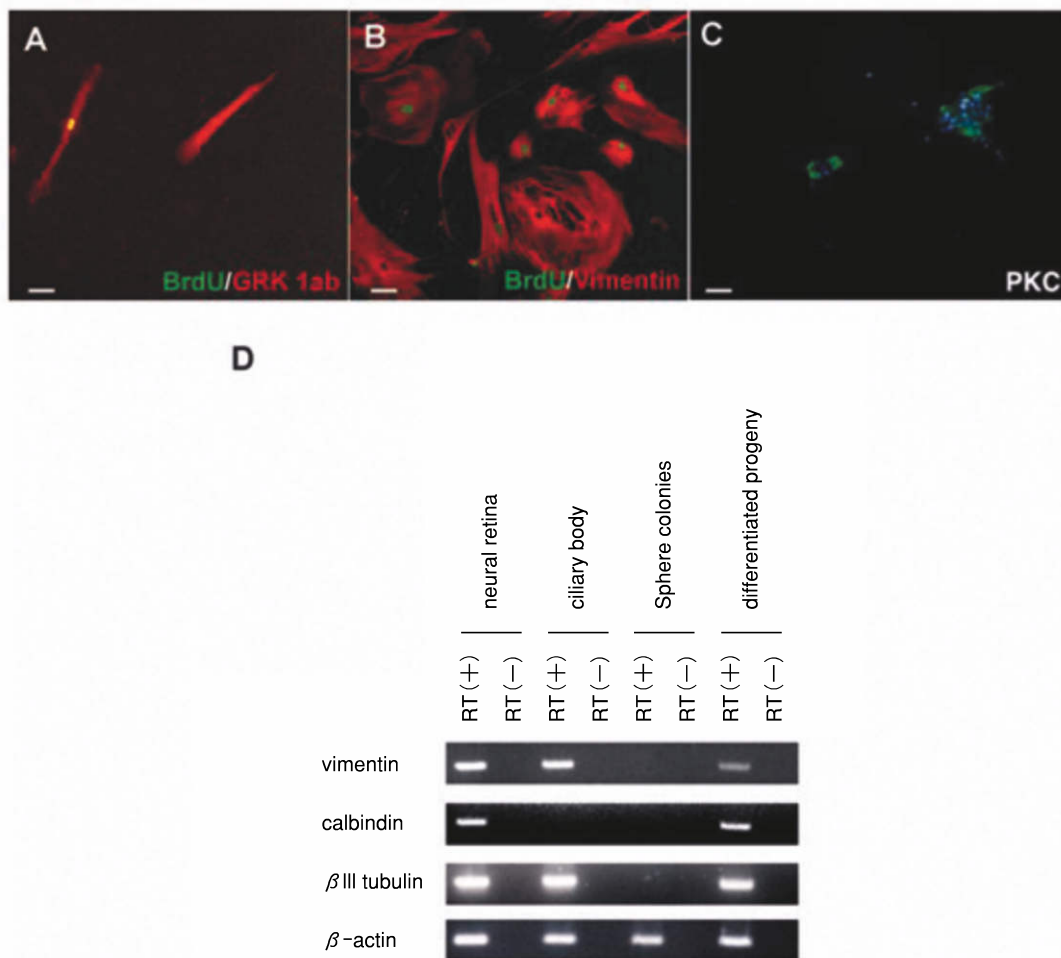 A
B
C
BrdU/GRK 1ab
BrdU/Vimentin
PKC
D
neural retina
ciliary body
Sphere colonies
differentiated progeny
RT(+)
RT(−)
RT(+)
RT(−)
RT(+)
RT(−)
RT(+)
RT(−)
vimentin
calbindin
βIII tubulin
β-actin